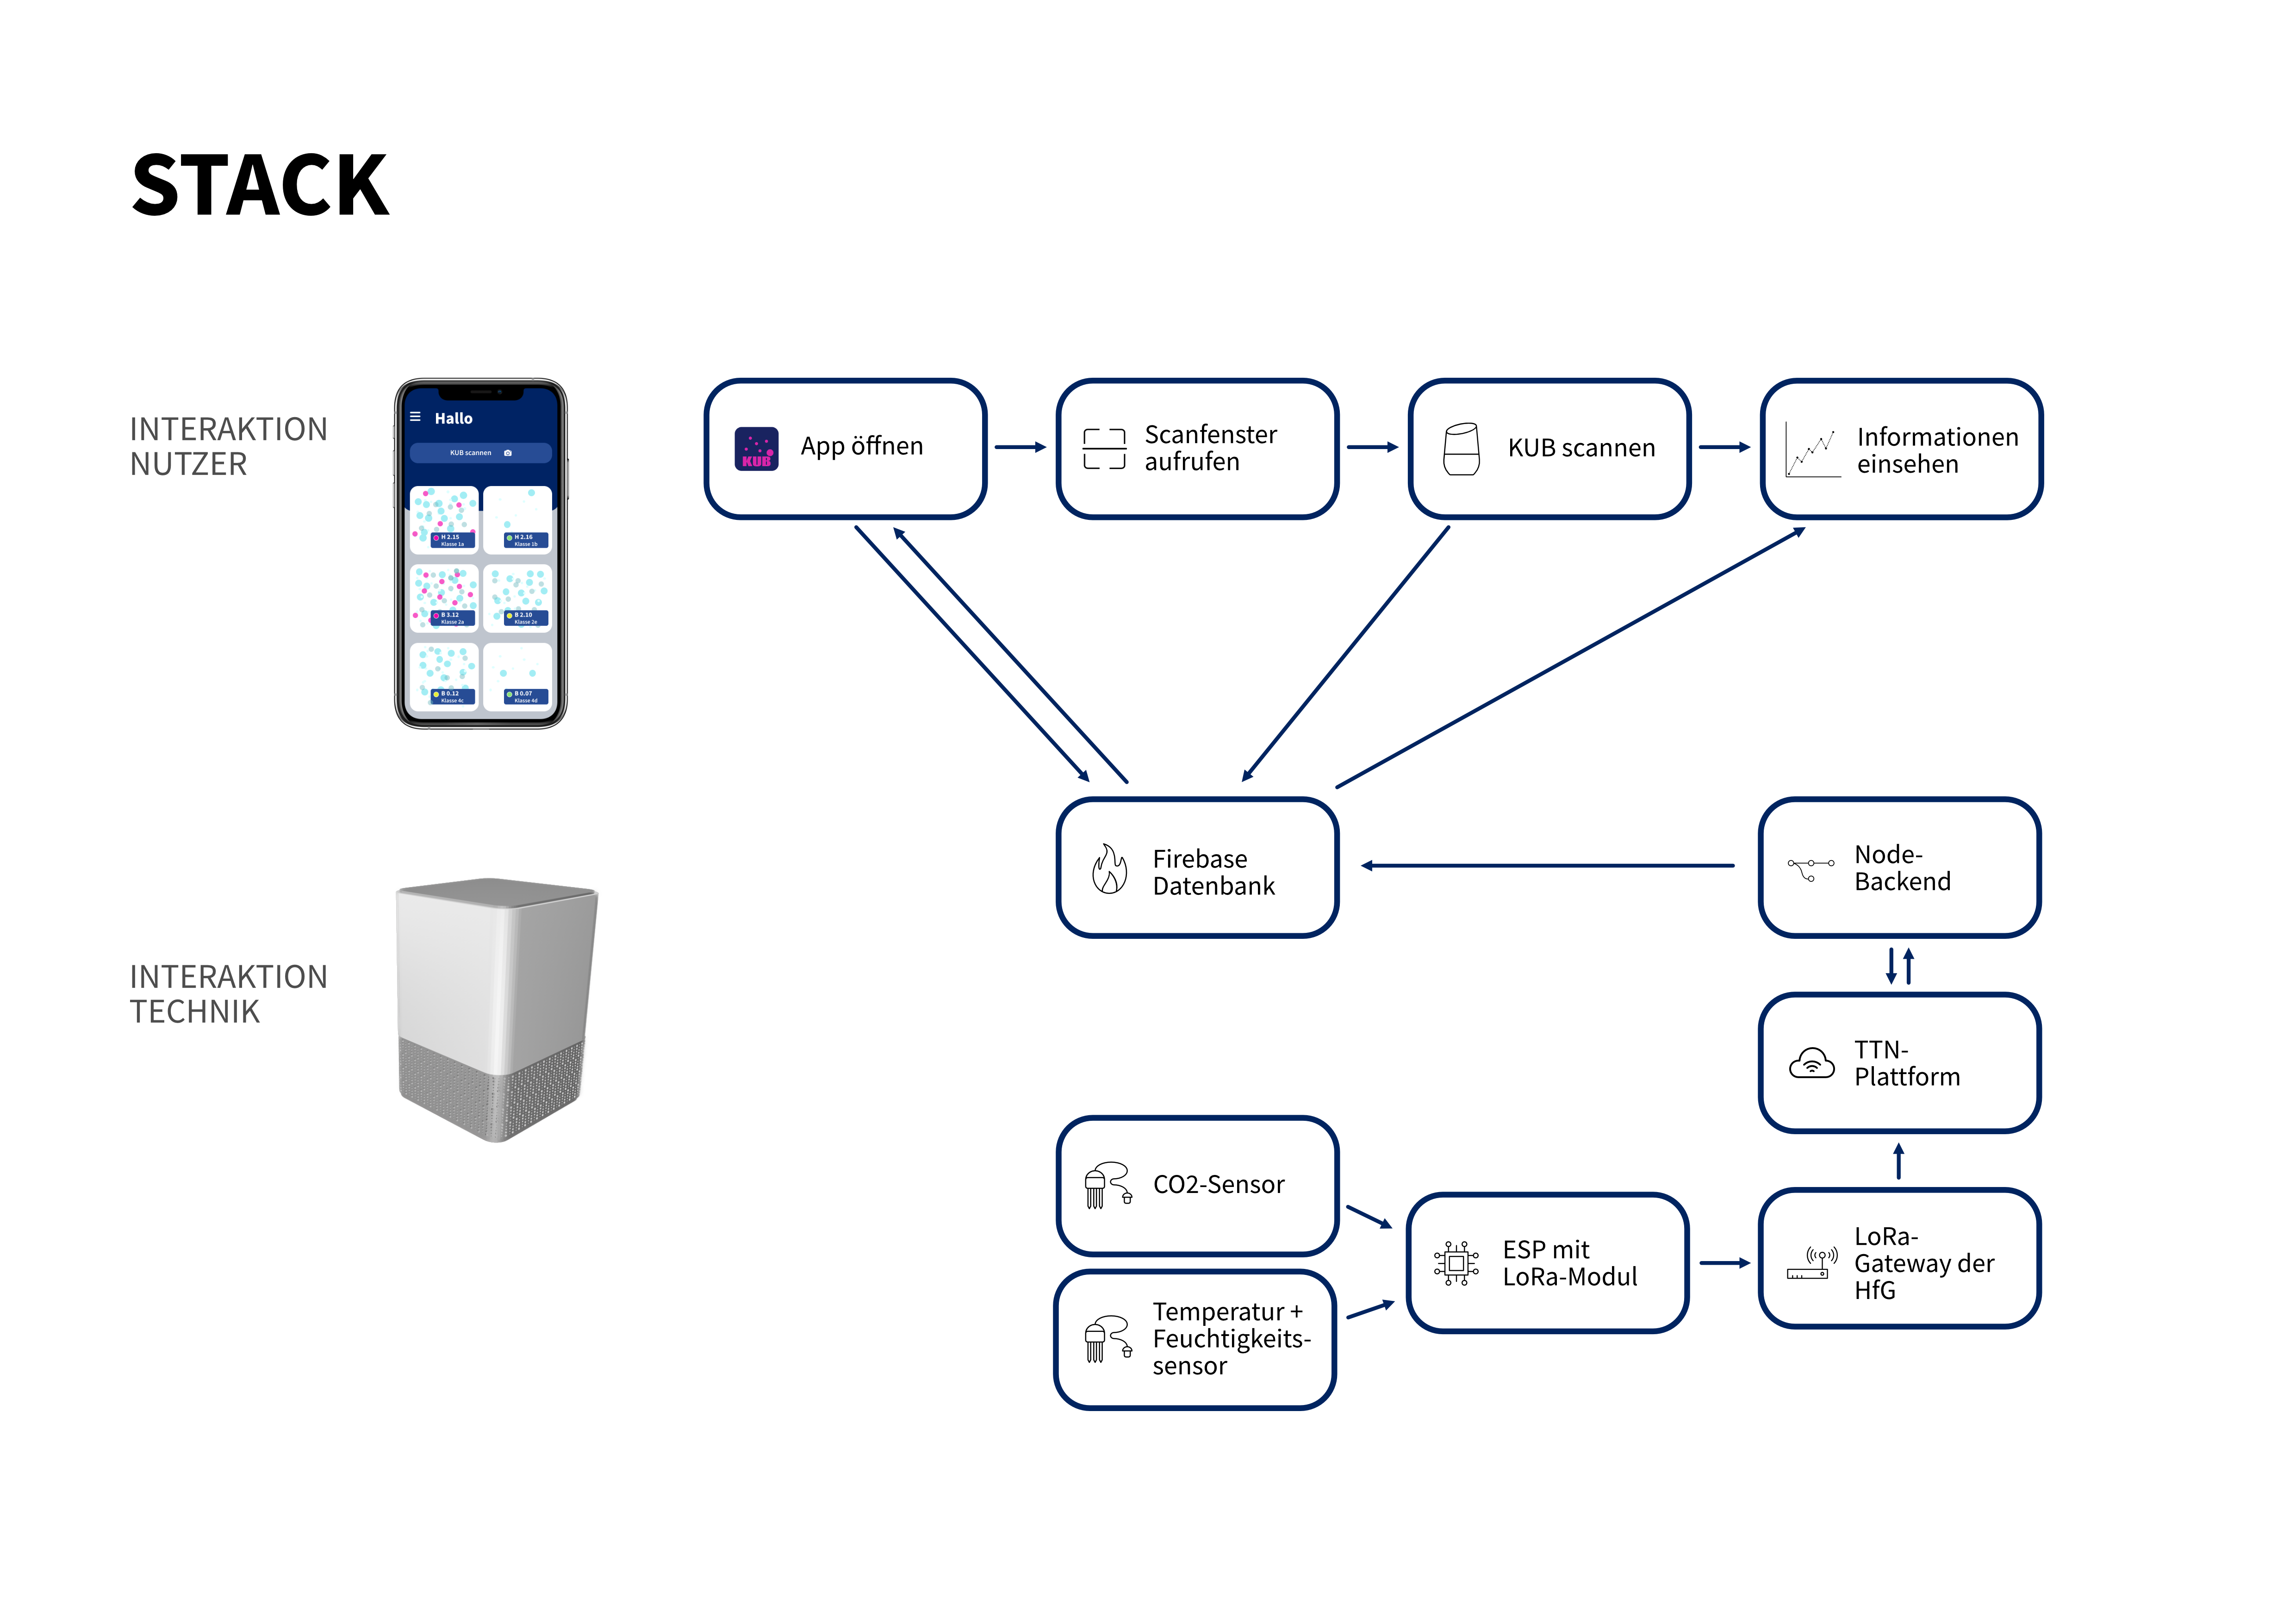 STACK
INTERAKTION
NUTZER
Hallo
KUB scannen
H 2.15
Klasse 1a
H 2.16
Klasse 1b
B 3.12
Klasse 2a
B 2.10
Klasse 2e
B 0.12
Klasse 4c
B 0.07
Klasse 4d
KUB
App öffnen
Scanfenster
aufrufen
KUB scannen
Informationen
einsehen
Firebase
Datenbank
Node-
Backend
INTERAKTION
TECHNIK
TTN-
Plattform
CO2-Sensor
ESP mit
LoRa-Modul
LoRa-
Gateway der
HfG
Temperatur +
Feuchtigkeits-
sensor